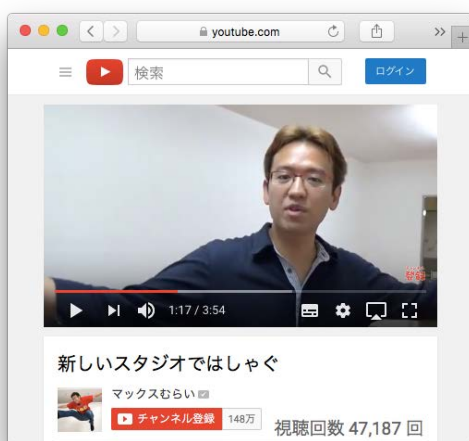 youtube.com
検索
ログイン
登録
1:17 / 3:54
新しいスタジオではしゃぐ
マックスむらい
チャンネル登録 148万
視聴回数 47,187 回